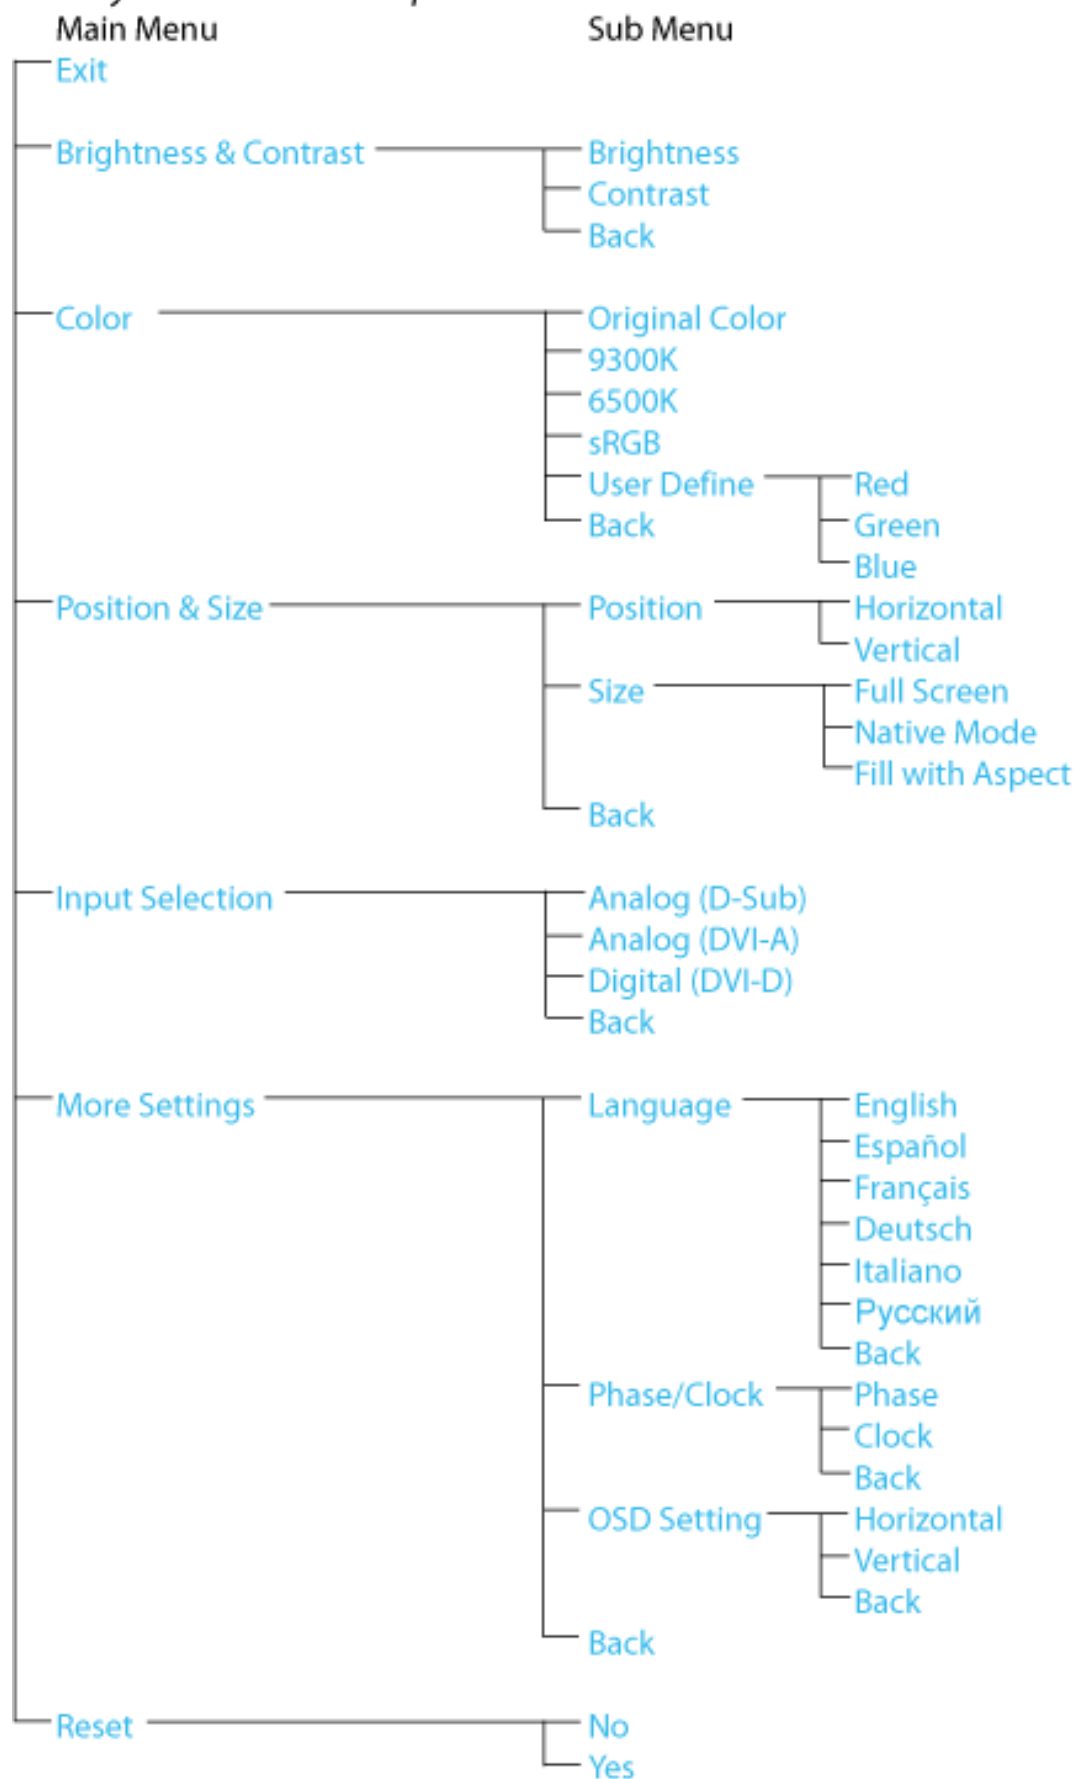 Main Menu Sub Menu
Exit
Brightness & Contrast Brightness
Contrast
Back
Color Original Color
9300K
6500K
sRGB
User Define Red
Back Green
Blue
Position & Size Position Horizontal
Vertical
Size Full Screen
Native Mode
Fill with Aspect
Back
Input Selection Analog (D-Sub)
Analog (DVI-A)
Digital (DVI-D)
Back
More Settings Language English
Español
Français
Deutsch
Italiano
Русский
Back
Phase/Clock Phase
Clock
Back
OSD Setting Horizontal
Vertical
Back
Back
Reset No
Yes